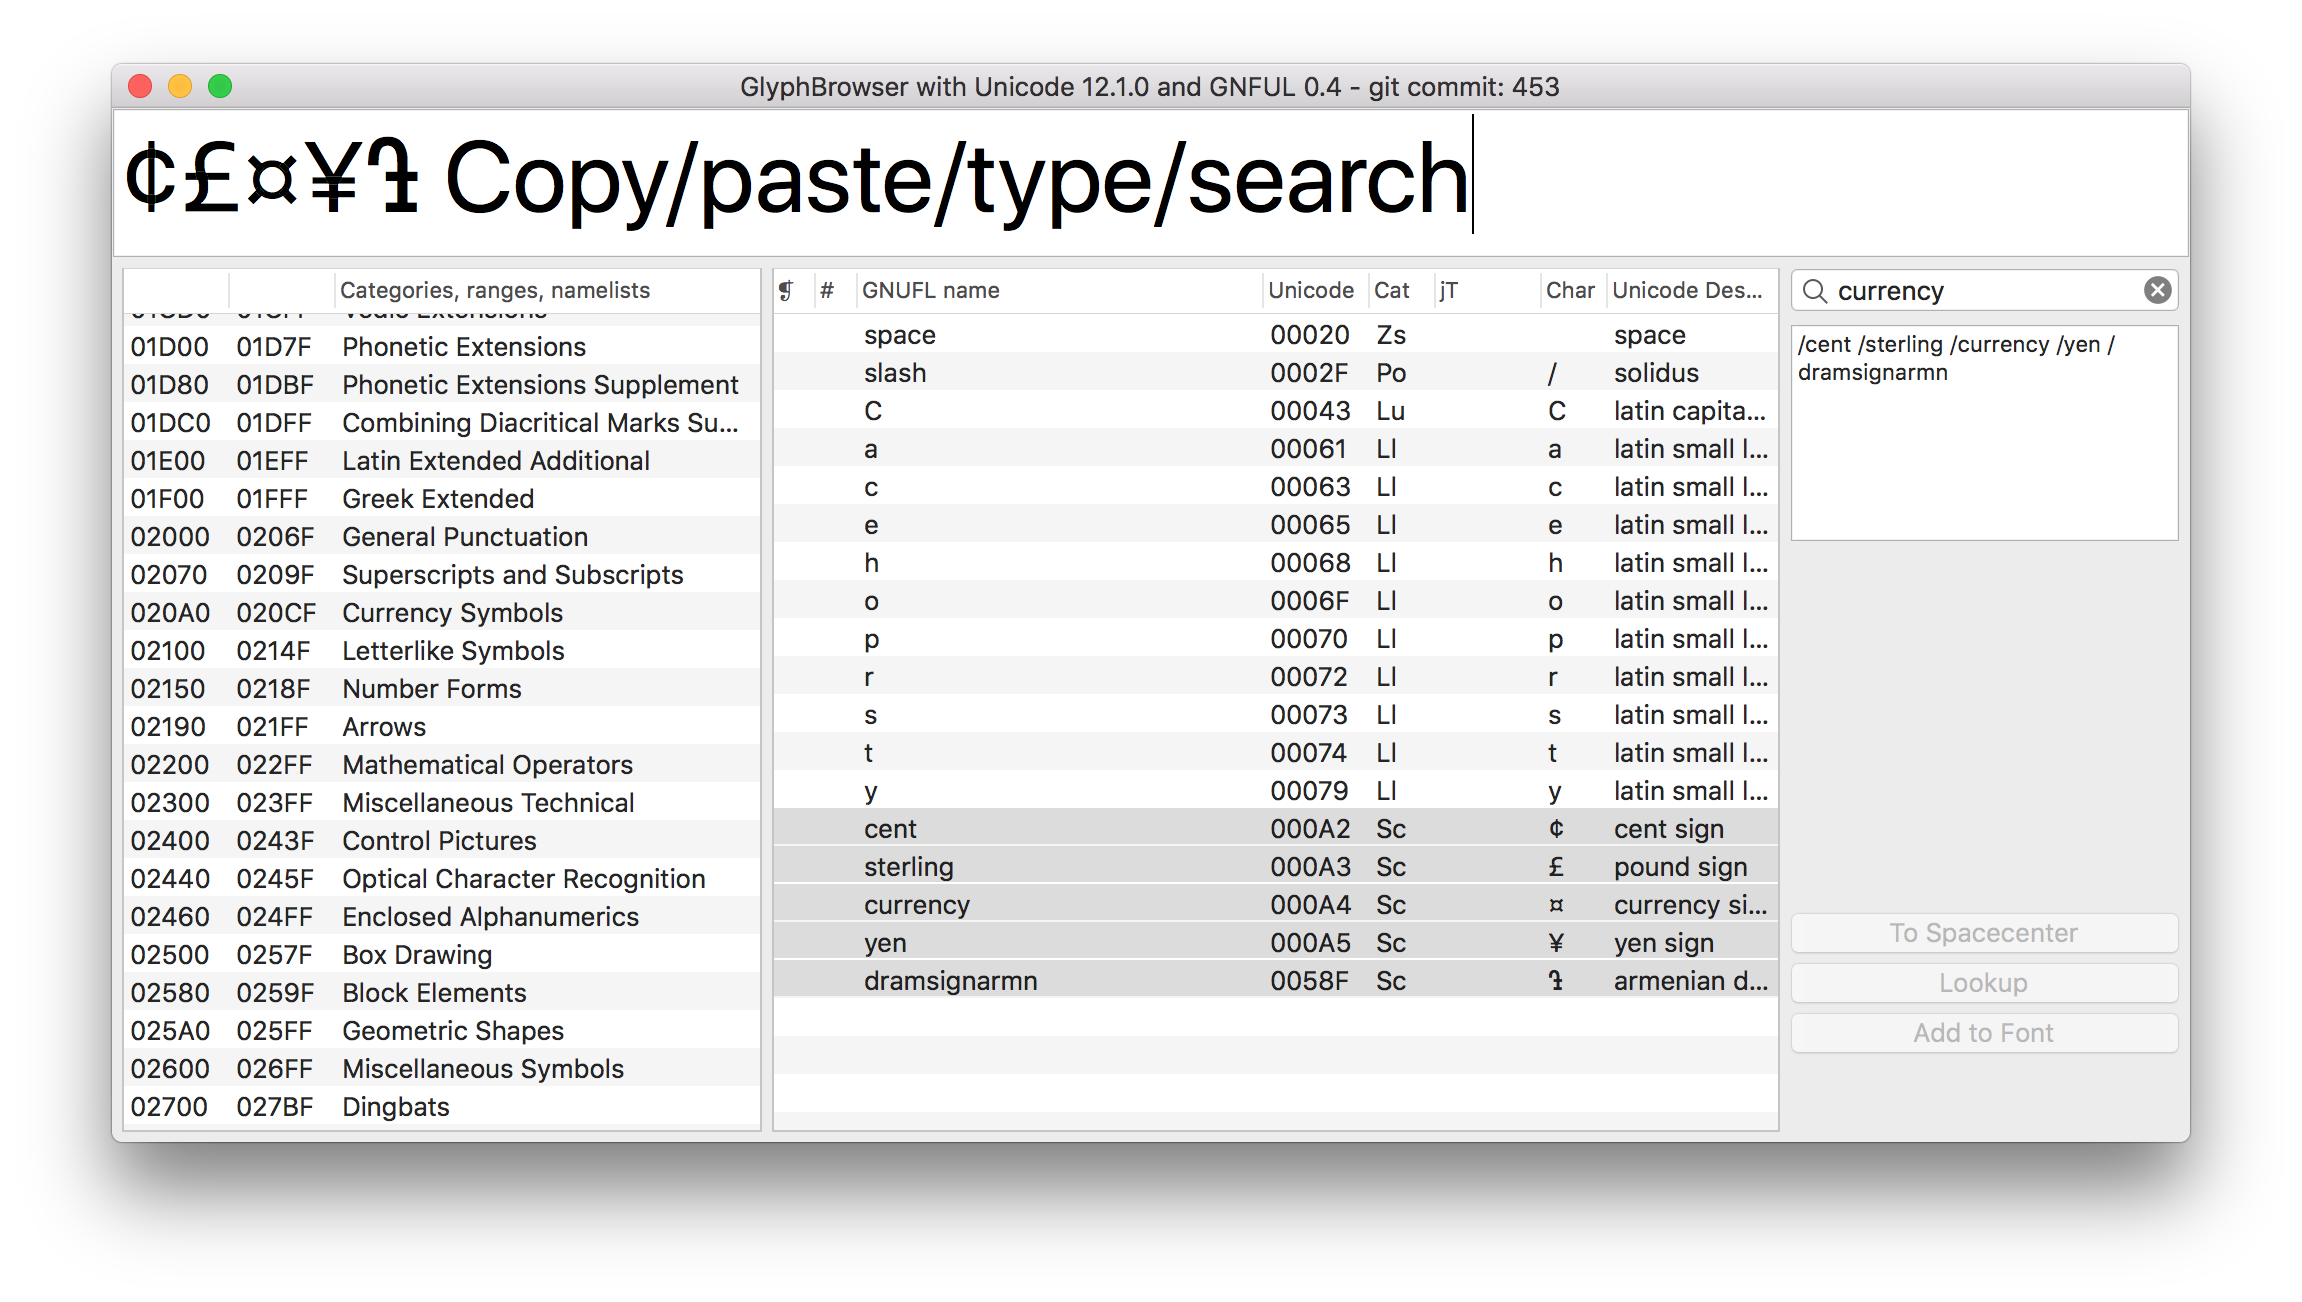 GlyphBrowser with Unicode 12.1.0 and GNFUL 0.4 - git commit: 453
¢£¤¥֏ Copy/paste/type/search
Categories, ranges, namelists
Vedic Extensions
01D00 01D7F Phonetic Extensions
01D80 01DBF Phonetic Extensions Supplement
01DC0 01DFF Combining Diacritical Marks Su...
01E00 01EFF Latin Extended Additional
01F00 01FFF Greek Extended
02000 0206F General Punctuation
02070 0209F Superscripts and Subscripts
020A0 020CF Currency Symbols
02100 0214F Letterlike Symbols
02150 0218F Number Forms
02190 021FF Arrows
02200 022FF Mathematical Operators
02300 023FF Miscellaneous Technical
02400 0243F Control Pictures
02440 0245F Optical Character Recognition
02460 024FF Enclosed Alphanumerics
02500 0257F Box Drawing
02580 0259F Block Elements
025A0 025FF Geometric Shapes
02600 026FF Miscellaneous Symbols
02700 027BF Dingbats
❡ # GNUFL name Unicode Cat jT Char Unicode Des...
space 00020 Zs space
slash 0002F Po / solidus
C 00043 Lu C latin capita...
a 00061 Ll a latin small l...
c 00063 Ll c latin small l...
e 00065 Ll e latin small l...
h 00068 Ll h latin small l...
o 0006F Ll o latin small l...
p 00070 Ll p latin small l...
r 00072 Ll r latin small l...
s 00073 Ll s latin small l...
t 00074 Ll t latin small l...
y 00079 Ll y latin small l...
cent 000A2 Sc ¢ cent sign
sterling 000A3 Sc £ pound sign
currency 000A4 Sc ¤ currency si...
yen 000A5 Sc ¥ yen sign
dramsignarmn 0058F Sc ֏ armenian d...
currency
/cent /sterling /currency /yen /
dramsignarmn
To Spacecenter
Lookup
Add to Font